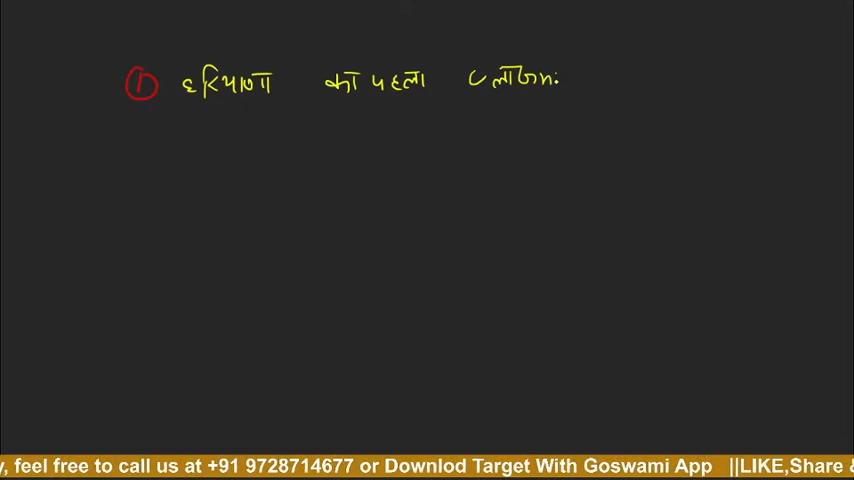 ① हरियाणा का पहला
y, feel free to call us at +91 9728714677 or Downlod Target With Goswami App ||LIKE,Share &